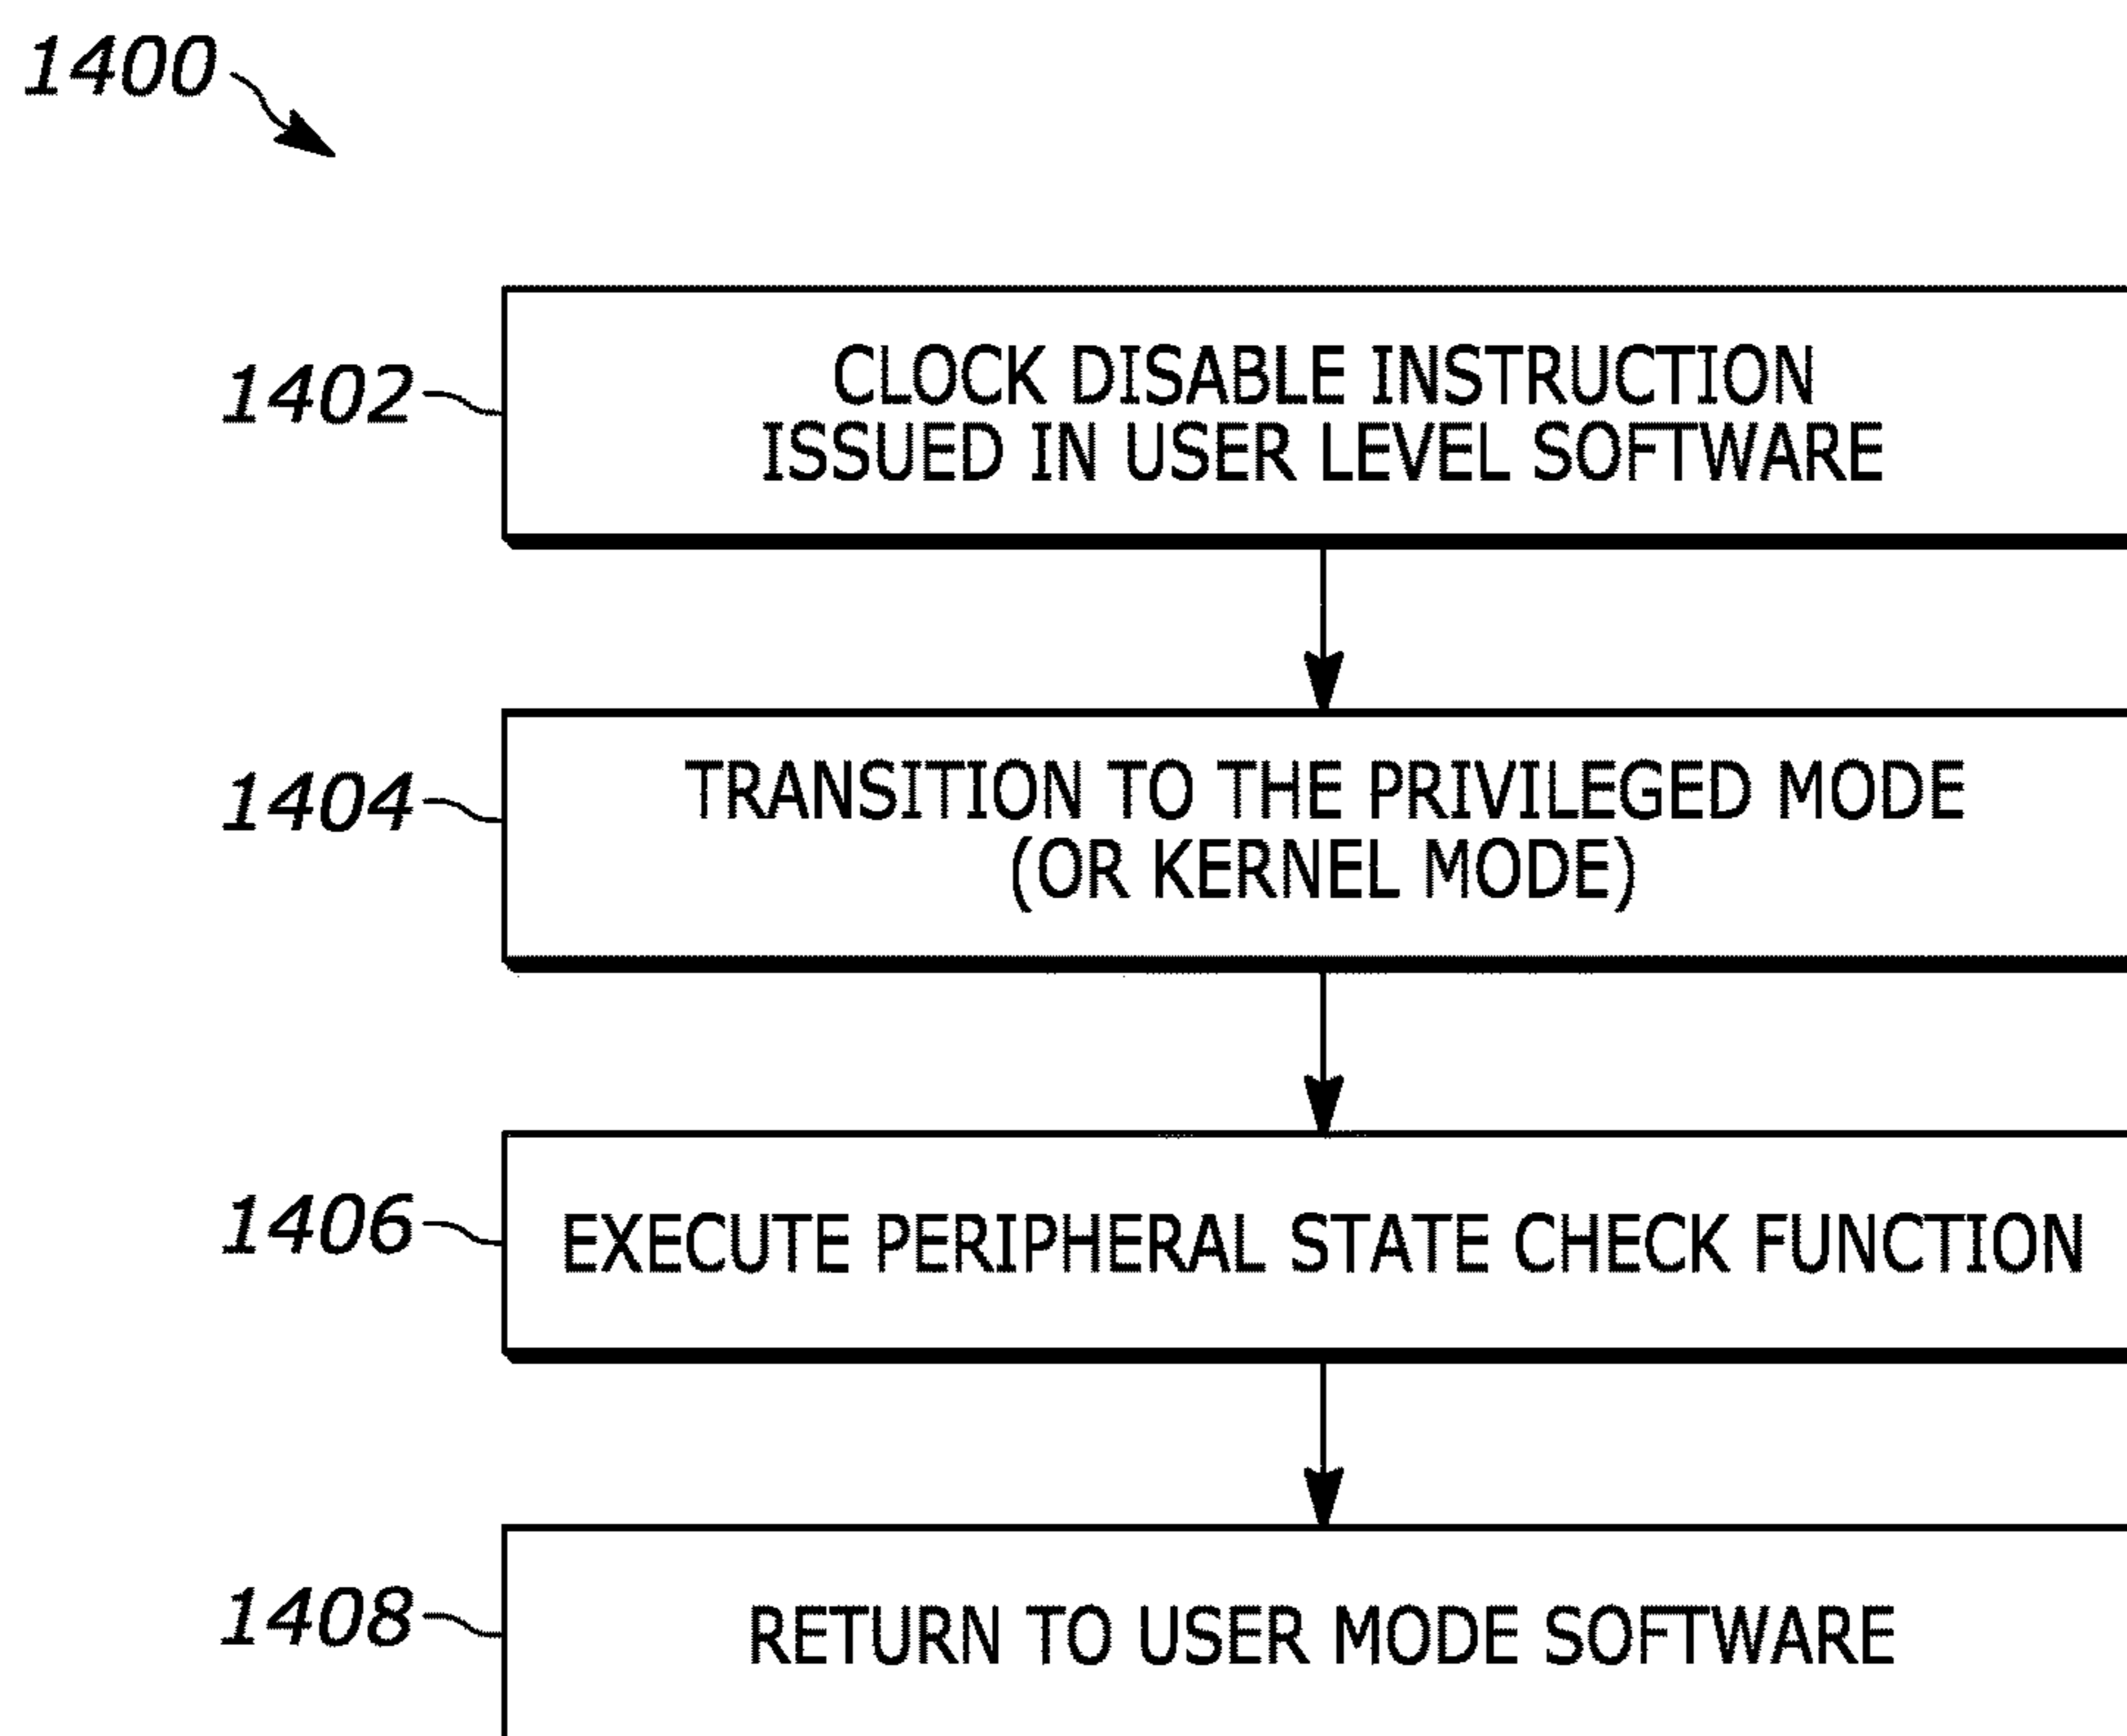 1400
1402
CLOCK DISABLE INSTRUCTION
ISSUED IN USER LEVEL SOFTWARE
1404
TRANSITION TO THE PRIVILEGED MODE
(OR KERNEL MODE)
1406
EXECUTE PERIPHERAL STATE CHECK FUNCTION
1408
RETURN TO USER MODE SOFTWARE